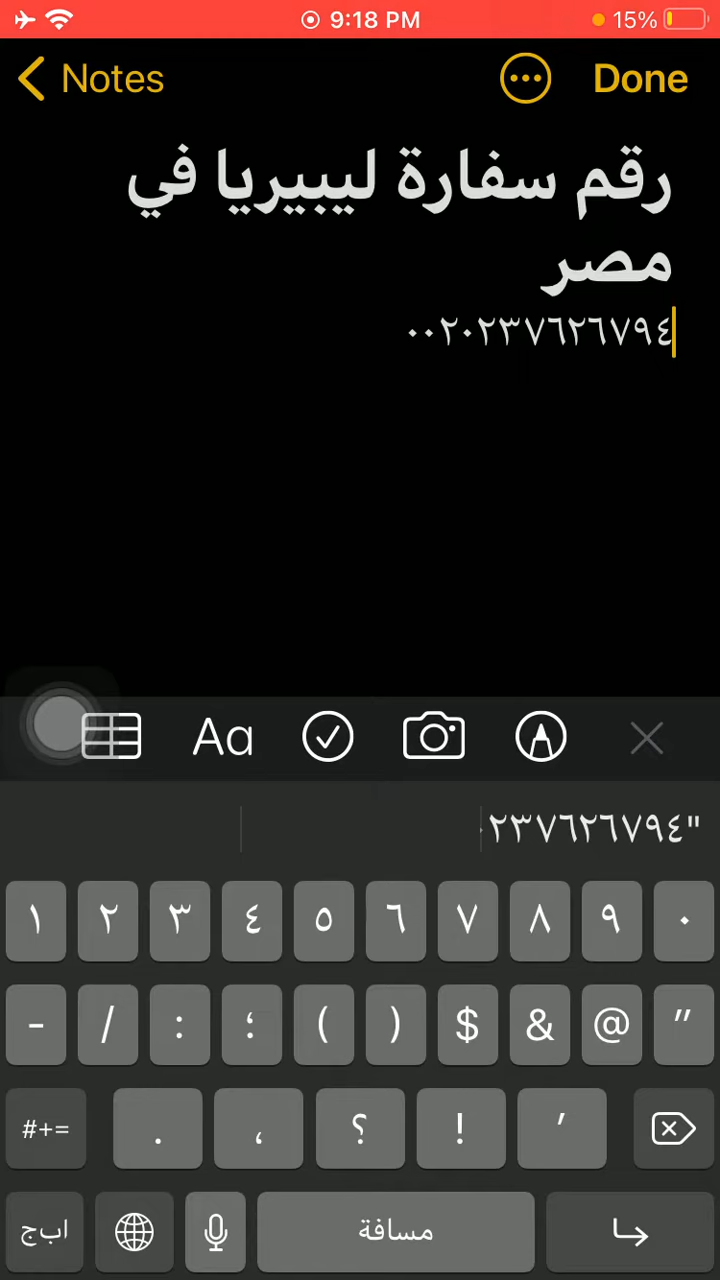 9:18 PM
15%
Notes
Done
رقم سفارة ليبيريا في
مصر
٠٠٢٠٢٣٧٦٢٦٧٩٤
Aa
٢٣٧٦٢٦٧٩٤"
١ ٢ ٣ ٤ ٥ ٦ ٧ ٨ ٩ ٠
- / : ؛ ( ) $ & @ "
#+= . ، ؟ ! ’
اب‌ج مسافة